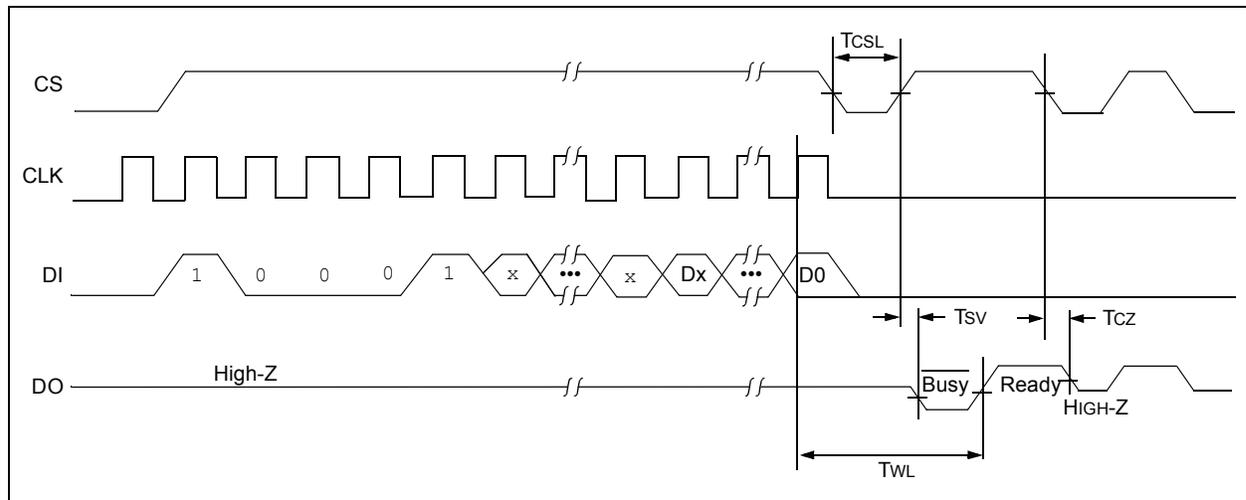 TCSL
CS
CLK
DI 1 0 0 0 1 x ••• x Dx ••• D0
TSV TCZ
DO High-Z Busy Ready
HIGH-Z
TWL